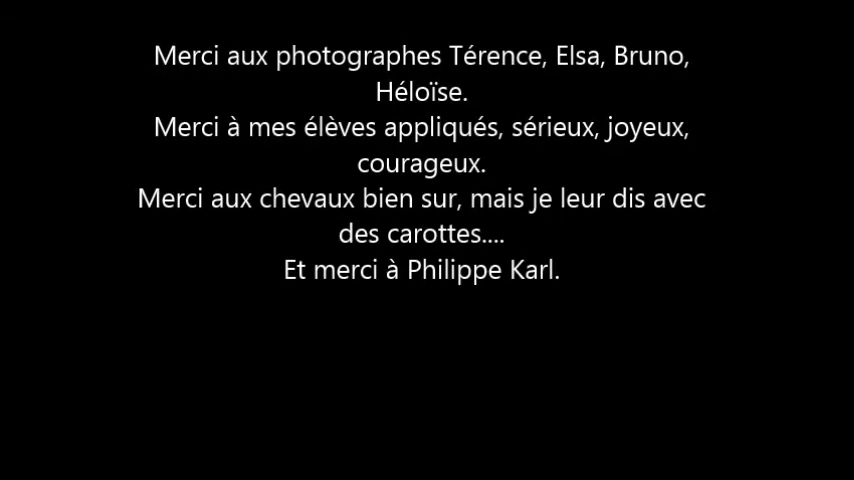 Merci aux photographes Térence, Elsa, Bruno,
Héloïse.
Merci à mes élèves appliqués, sérieux, joyeux,
courageux.
Merci aux chevaux bien sur, mais je leur dis avec
des carottes....
Et merci à Philippe Karl.